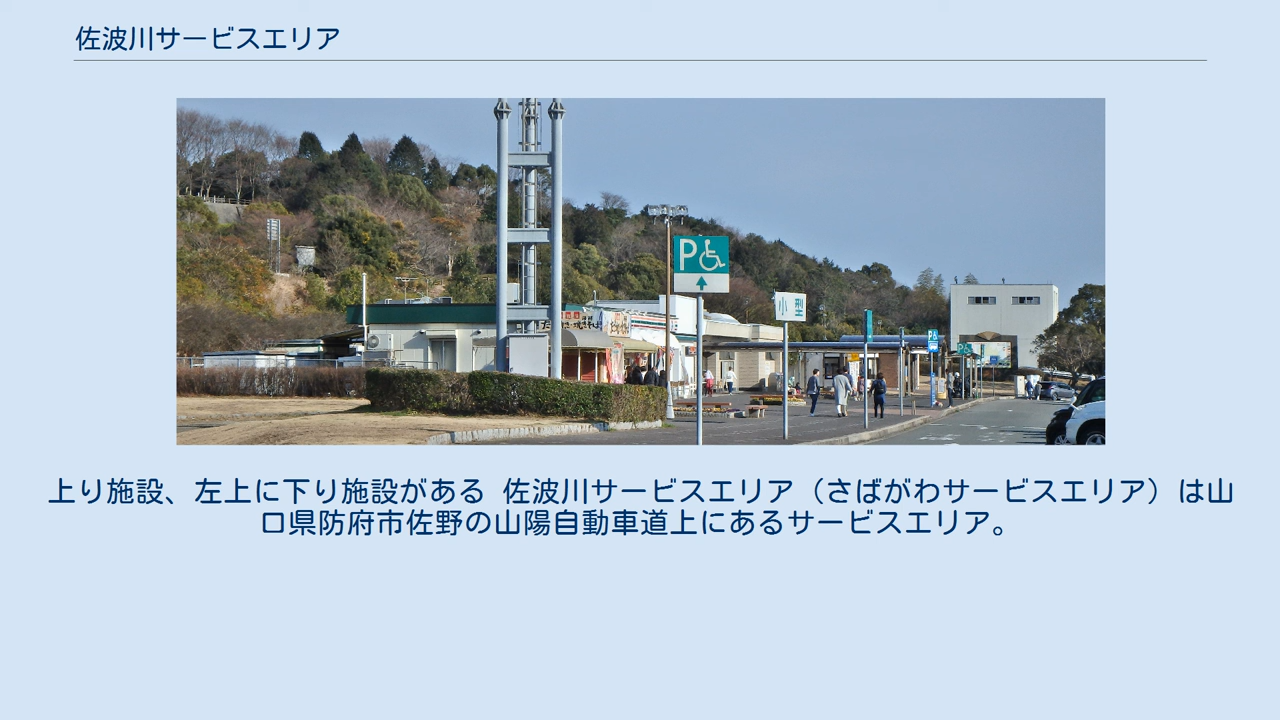 佐波川サービスエリア
P
小型
P
P
上り施設、左上に下り施設がある 佐波川サービスエリア（さばがわサービスエリア）は山
口県防府市佐野の山陽自動車道上にあるサービスエリア。